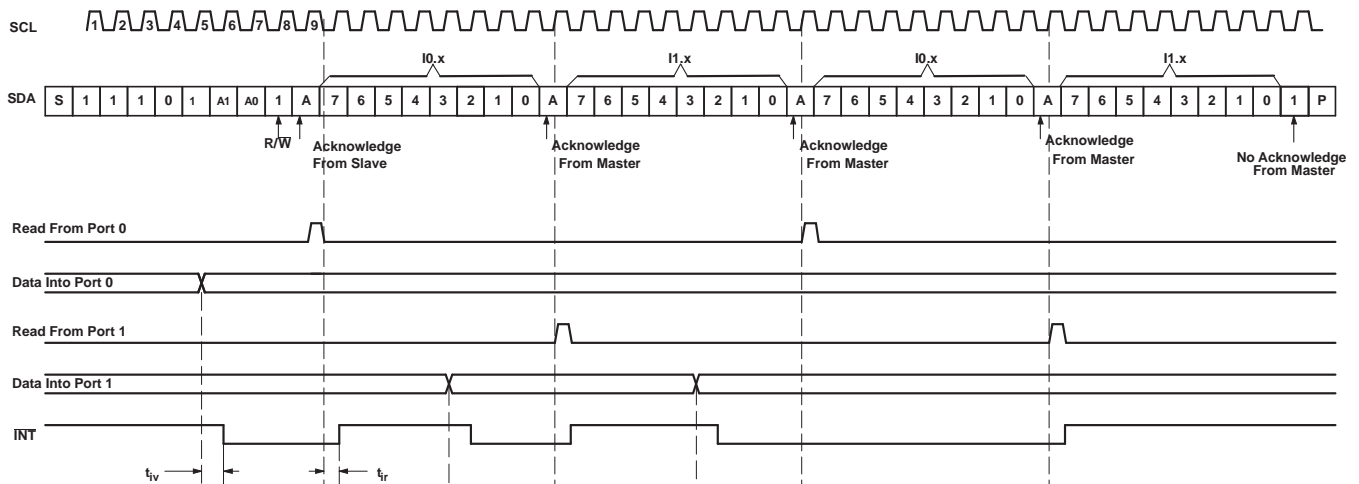 SCL 1 2 3 4 5 6 7 8 9
I0.x I1.x I0.x I1.x
SDA S 1 1 1 0 1 A1 A0 1 A 7 6 5 4 3 2 1 0 A 7 6 5 4 3 2 1 0 A 7 6 5 4 3 2 1 0 A 7 6 5 4 3 2 1 0 1 P
R/W
Acknowledge
From Slave
Acknowledge
From Master
Acknowledge
From Master
Acknowledge
From Master
No Acknowledge
From Master
Read From Port 0
Data Into Port 0
Read From Port 1
Data Into Port 1
INT
tiv tir